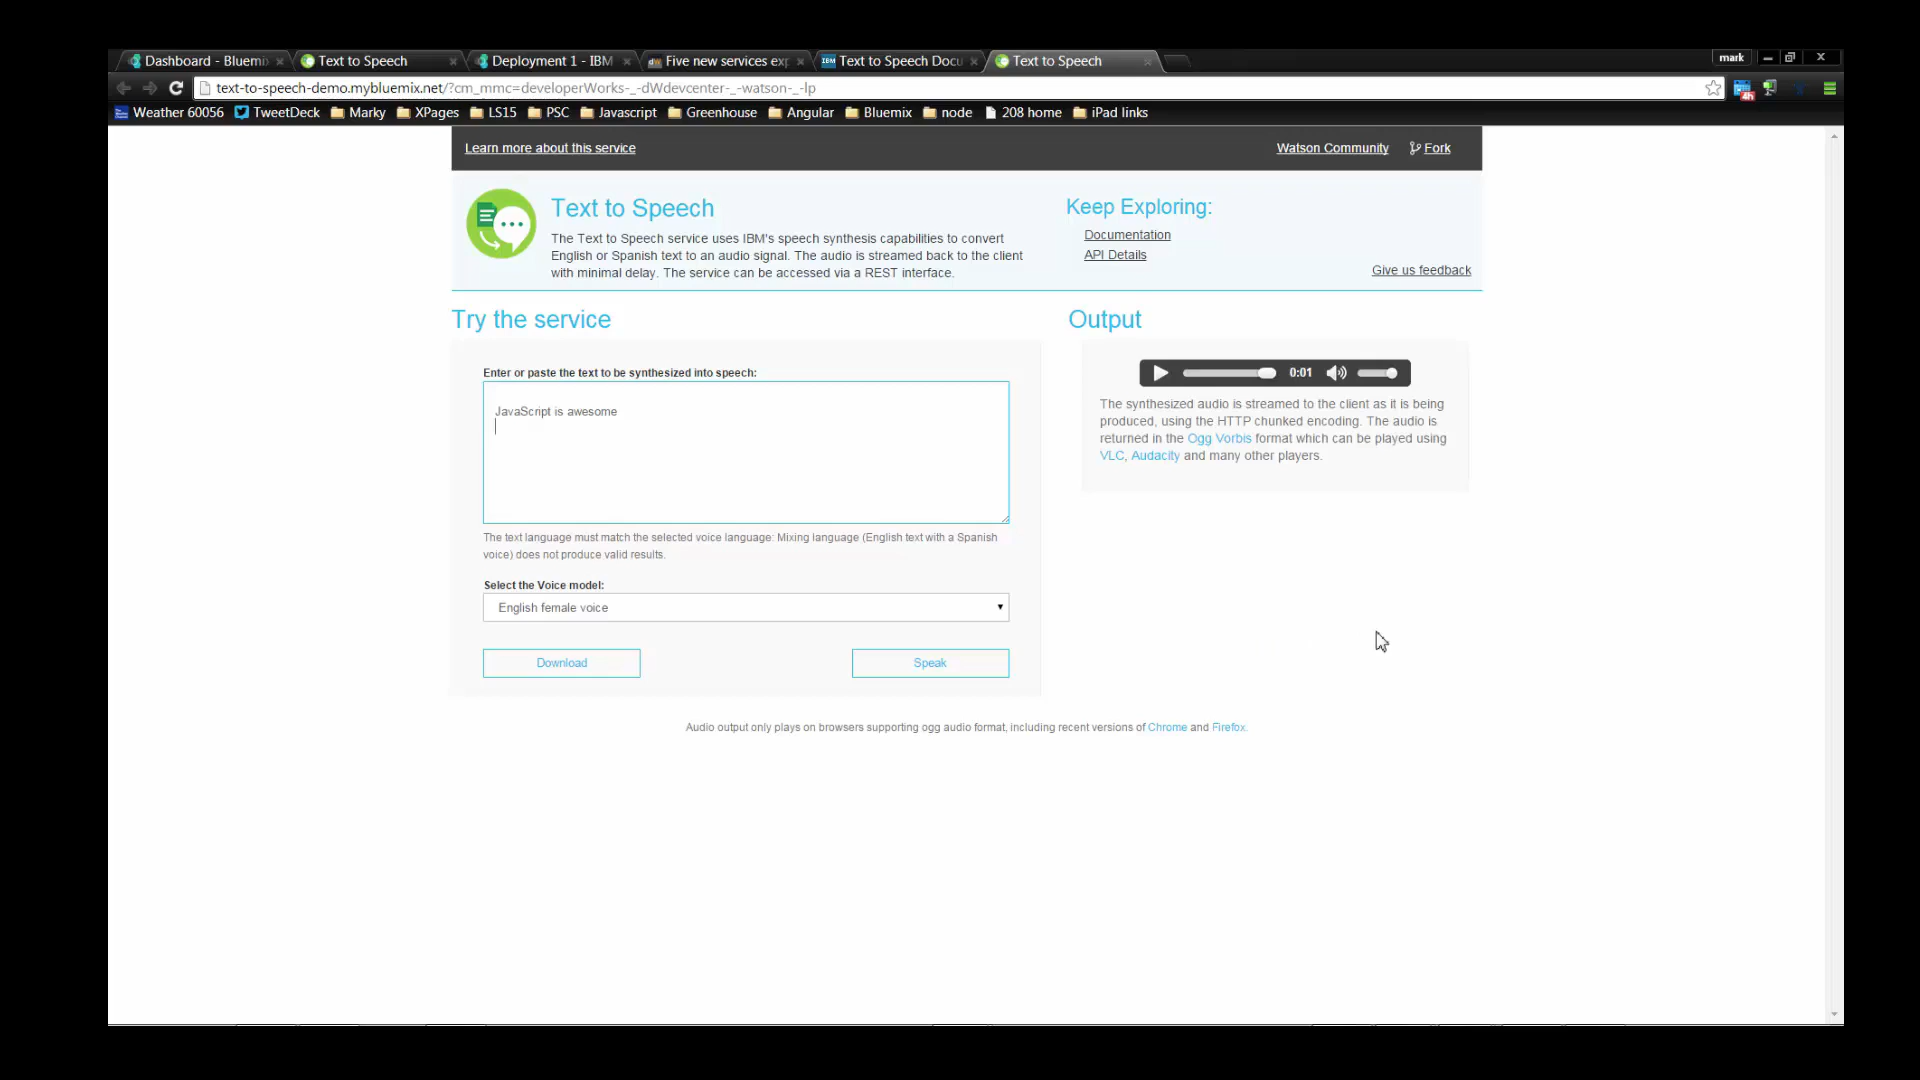 Dashboard - Bluemi
Text to Speech
Deployment 1 - IBM
Five new services exp
IBM Text to Speech Docu
Text to Speech
mark
text-to-speech-demo.mybluemix.net/?cm_mmc=developerWorks-_-dWdevcenter-_-watson-_-lp
4h
Weather 60056 TweetDeck Marky XPages LS15 PSC Javascript Greenhouse Angular Bluemix node 208 home iPad links
Learn more about this service
Watson Community Fork
Text to Speech
The Text to Speech service uses IBM's speech synthesis capabilities to convert
English or Spanish text to an audio signal. The audio is streamed back to the client
with minimal delay. The service can be accessed via a REST interface.
Keep Exploring:
Documentation
API Details
Give us feedback
Try the service
Enter or paste the text to be synthesized into speech:
JavaScript is awesome
The text language must match the selected voice language: Mixing language (English text with a Spanish
voice) does not produce valid results.
Select the Voice model:
English female voice
Download
Speak
Output
0:01
The synthesized audio is streamed to the client as it is being
produced, using the HTTP chunked encoding. The audio is
returned in the Ogg Vorbis format which can be played using
VLC, Audacity and many other players.
Audio output only plays on browsers supporting ogg audio format, including recent versions of Chrome and Firefox.